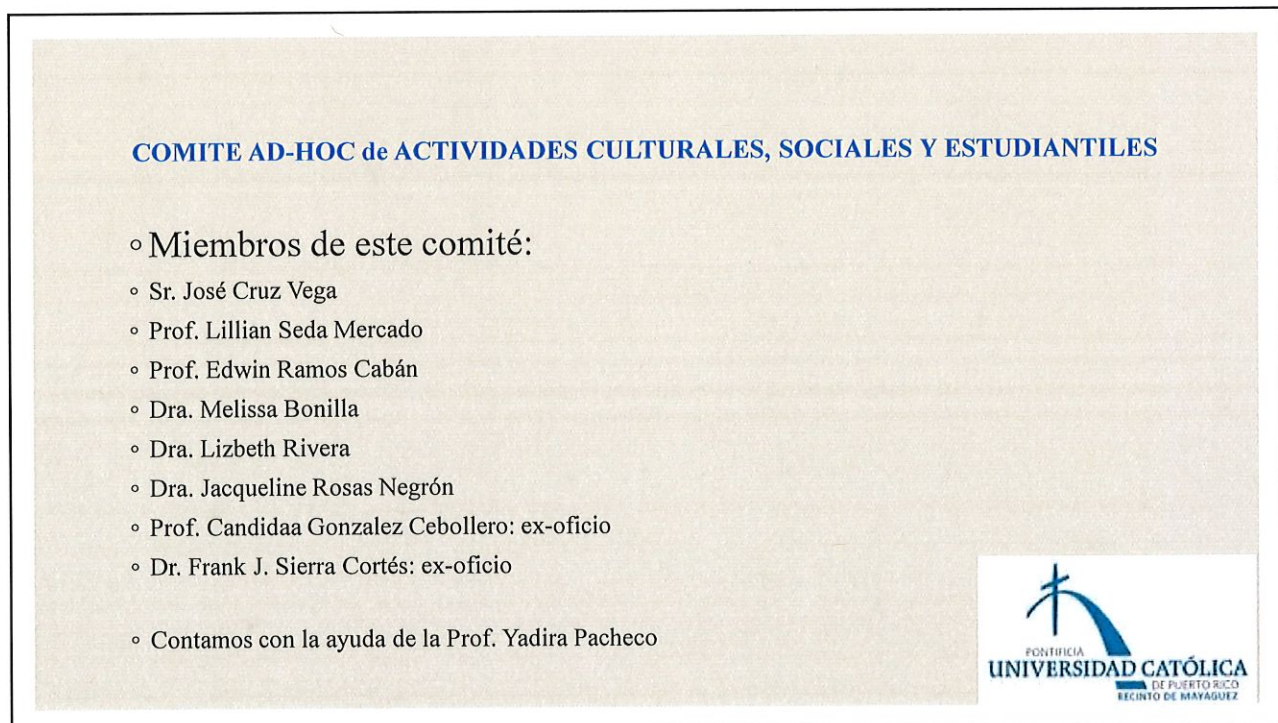 COMITE AD-HOC de ACTIVIDADES CULTURALES, SOCIALES Y ESTUDIANTILES
◦ Miembros de este comité:
◦ Sr. José Cruz Vega
◦ Prof. Lillian Seda Mercado
◦ Prof. Edwin Ramos Cabán
◦ Dra. Melissa Bonilla
◦ Dra. Lizbeth Rivera
◦ Dra. Jacqueline Rosas Negrón
◦ Prof. Candidaa Gonzalez Cebollero: ex-oficio
◦ Dr. Frank J. Sierra Cortés: ex-oficio
◦ Contamos con la ayuda de la Prof. Yadira Pacheco
PONTIFICIA
UNIVERSIDAD CATÓLICA
DE PUERTO RICO
RECINTO DE MAYAGUEZ